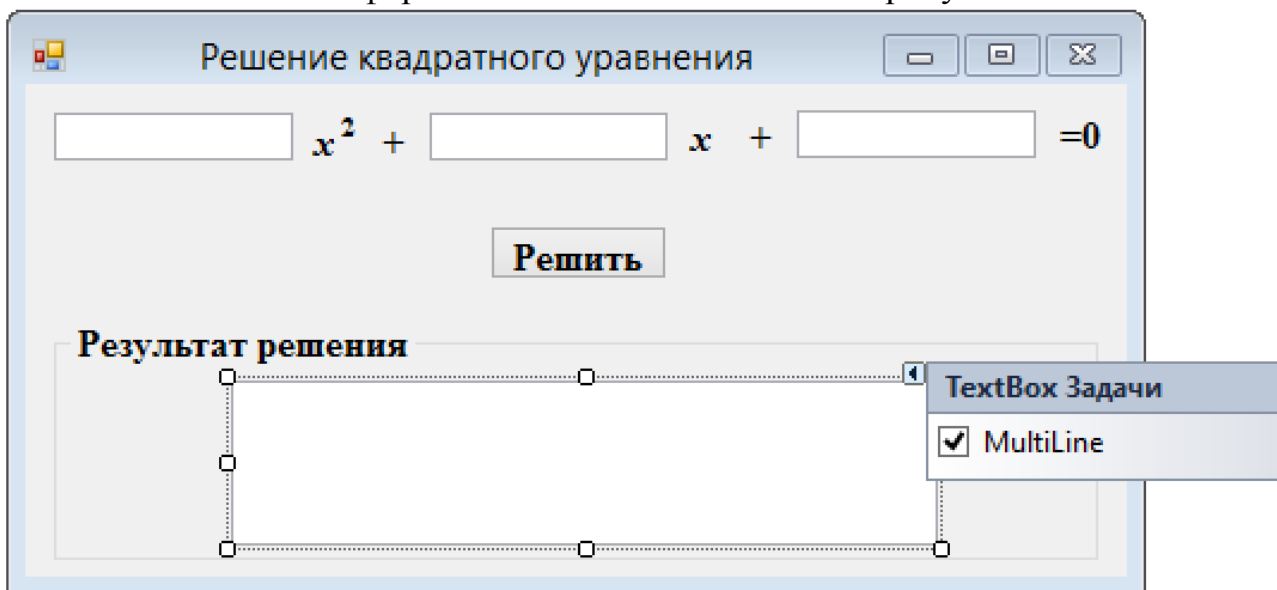 Решение квадратного уравнения
x² + x + =0
Решить
Результат решения
TextBox Задачи
MultiLine